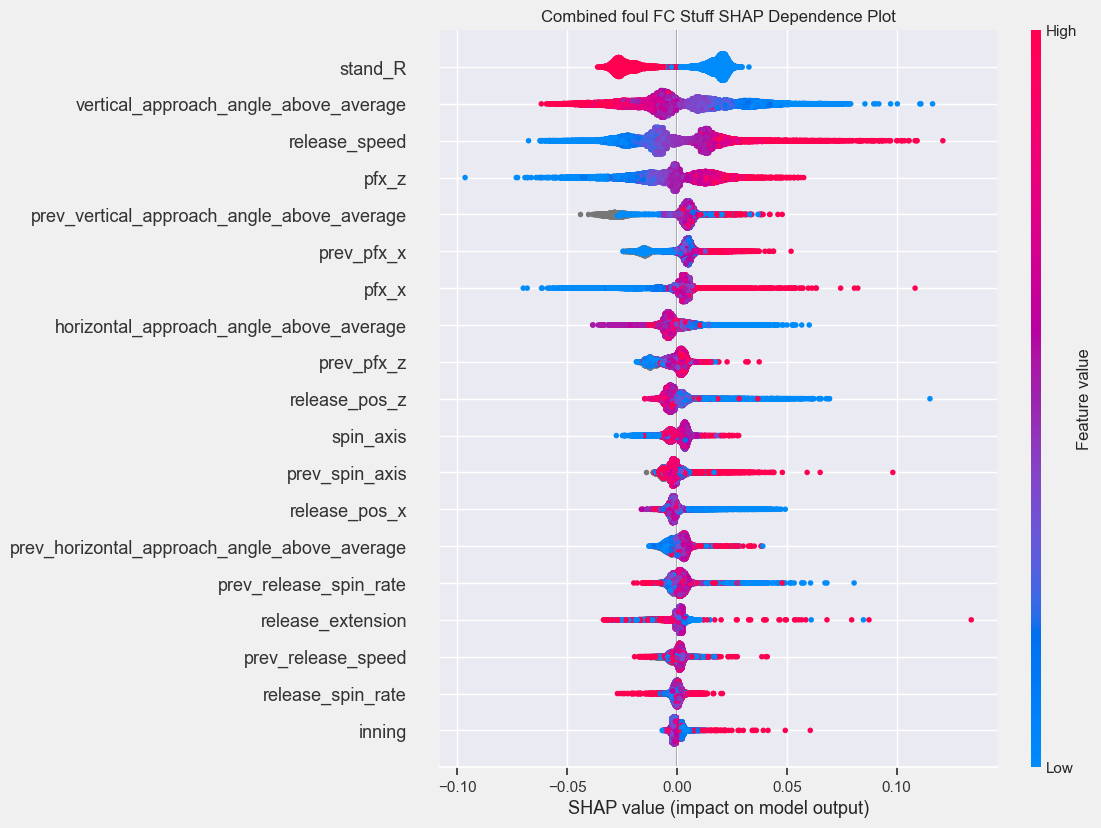 Combined foul FC Stuff SHAP Dependence Plot
High
stand_R
vertical_approach_angle_above_average
release_speed
pfx_z
prev_vertical_approach_angle_above_average
prev_pfx_x
pfx_x
horizontal_approach_angle_above_average
prev_pfx_z
release_pos_z
spin_axis
prev_spin_axis
release_pos_x
prev_horizontal_approach_angle_above_average
prev_release_spin_rate
release_extension
prev_release_speed
release_spin_rate
inning
Feature value
Low
−0.10 −0.05 0.00 0.05 0.10
SHAP value (impact on model output)